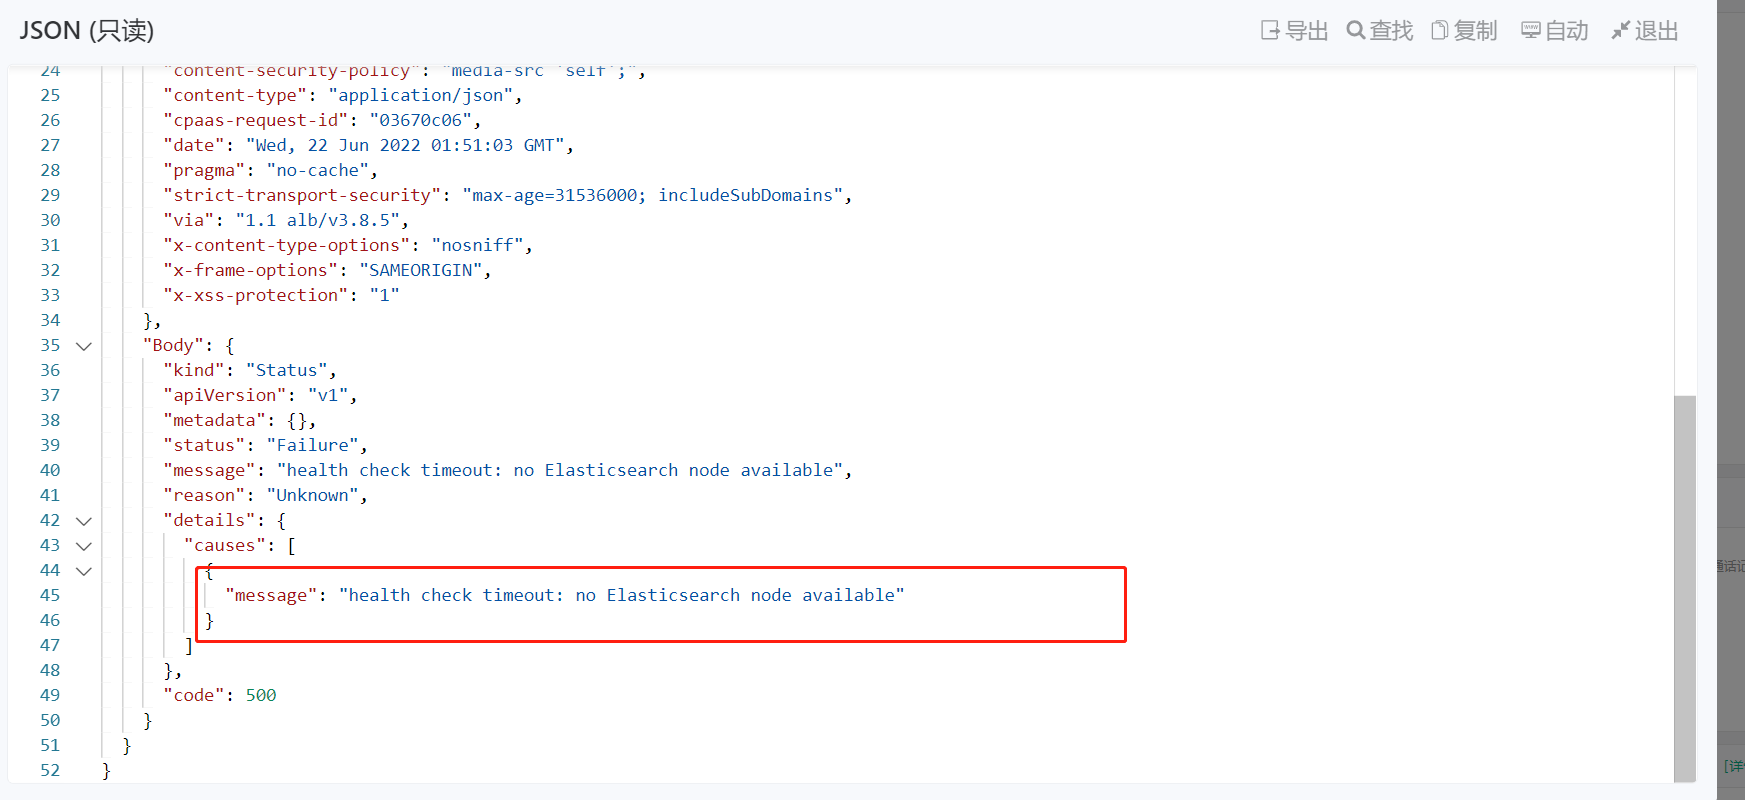 JSON (只读)
导出 查找 复制 自动 退出
24 "content-security-policy": "media-src 'self';",
25 "content-type": "application/json",
26 "cpaas-request-id": "03670c06",
27 "date": "Wed, 22 Jun 2022 01:51:03 GMT",
28 "pragma": "no-cache",
29 "strict-transport-security": "max-age=31536000; includeSubDomains",
30 "via": "1.1 alb/v3.8.5",
31 "x-content-type-options": "nosniff",
32 "x-frame-options": "SAMEORIGIN",
33 "x-xss-protection": "1"
34 },
35 "Body": {
36 "kind": "Status",
37 "apiVersion": "v1",
38 "metadata": {},
39 "status": "Failure",
40 "message": "health check timeout: no Elasticsearch node available",
41 "reason": "Unknown",
42 "details": {
43 "causes": [
44 {
45 "message": "health check timeout: no Elasticsearch node available"
46 }
47 ]
48 },
49 "code": 500
50 }
51 }
52 }